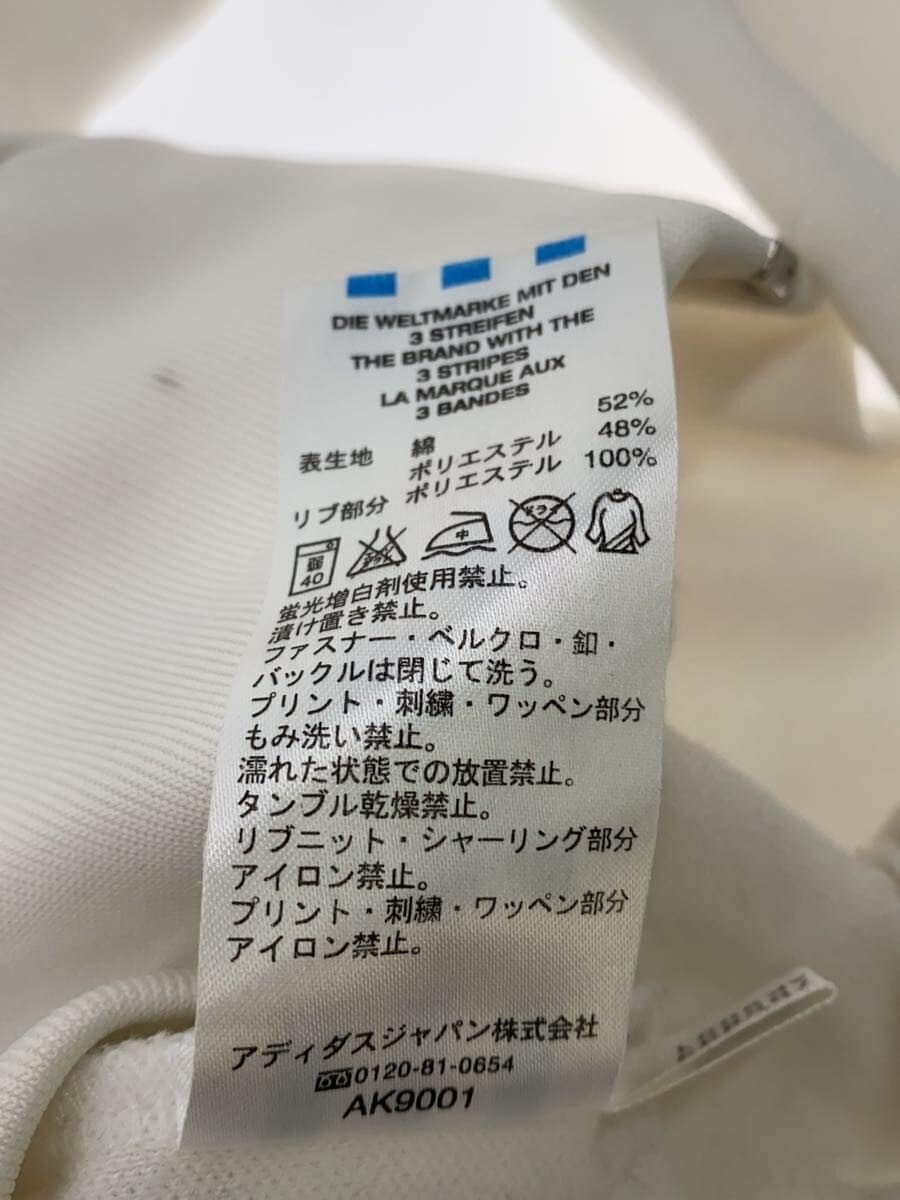 DIE WELTMARKE MIT DEN
3 STREIFEN
THE BRAND WITH THE
3 STRIPES
LA MARQUE AUX
3 BANDES
表生地 綿 52%
ポリエステル 48%
リブ部分 ポリエステル 100%
弱 40 中 ドライ
蛍光増白剤使用禁止。
漬け置き禁止。
ファスナー・ベルクロ・釦・
バックルは閉じて洗う。
プリント・刺繍・ワッペン部分
もみ洗い禁止。
濡れた状態での放置禁止。
タンブル乾燥禁止。
リブニット・シャーリング部分
アイロン禁止。
プリント・刺繍・ワッペン部分
アイロン禁止。
アディダスジャパン株式会社
0120-81-0654
AK9001